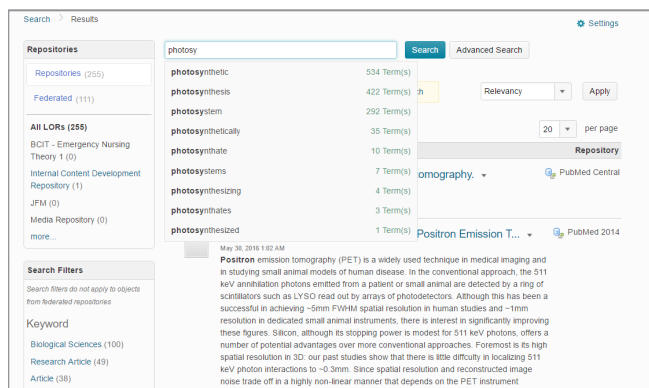 Search > Results
Settings
Repositories
Repositories (255)
Federated (111)
All LORs (255)
BCIT - Emergency Nursing
Theory 1 (0)
Internal Content Development
Repository (1)
JFM (0)
Media Repository (0)
more...
Search Filters
Search filters do not apply to objects
from federated repositories
Keyword
Biological Sciences (100)
Research Article (49)
Article (38)
photosy
Search
Advanced Search
photosynthetic 534 Term(s)
photosynthesis 422 Term(s)
photosystem 292 Term(s)
photosynthetically 35 Term(s)
photosynthate 10 Term(s)
photosystems 7 Term(s)
photosynthesizing 4 Term(s)
photosynthates 3 Term(s)
photosynthesized 1 Term(s)
Relevancy
Apply
20 per page
Repository
omography.
PubMed Central
Positron Emission T...
PubMed 2014
May 30, 2016 1:02 AM
Positron emission tomography (PET) is a widely used technique in medical imaging and
in studying small animal models of human disease. In the conventional approach, the 511
keV annihilation photons emitted from a patient or small animal are detected by a ring of
scintillators such as LYSO read out by arrays of photodetectors. Although this has been a
successful in achieving ~5mm FWHM spatial resolution in human studies and ~1mm
resolution in dedicated small animal instruments, there is interest in significantly improving
these figures. Silicon, although its stopping power is modest for 511 keV photons, offers a
number of potential advantages over more conventional approaches. Foremost is its high
spatial resolution in 3D: our past studies show that there is little diffcuty in localizing 511
keV photon interactions to ~0.3mm. Since spatial resolution and reconstructed image
noise trade off in a highly non-linear manner that depends on the PET instrument